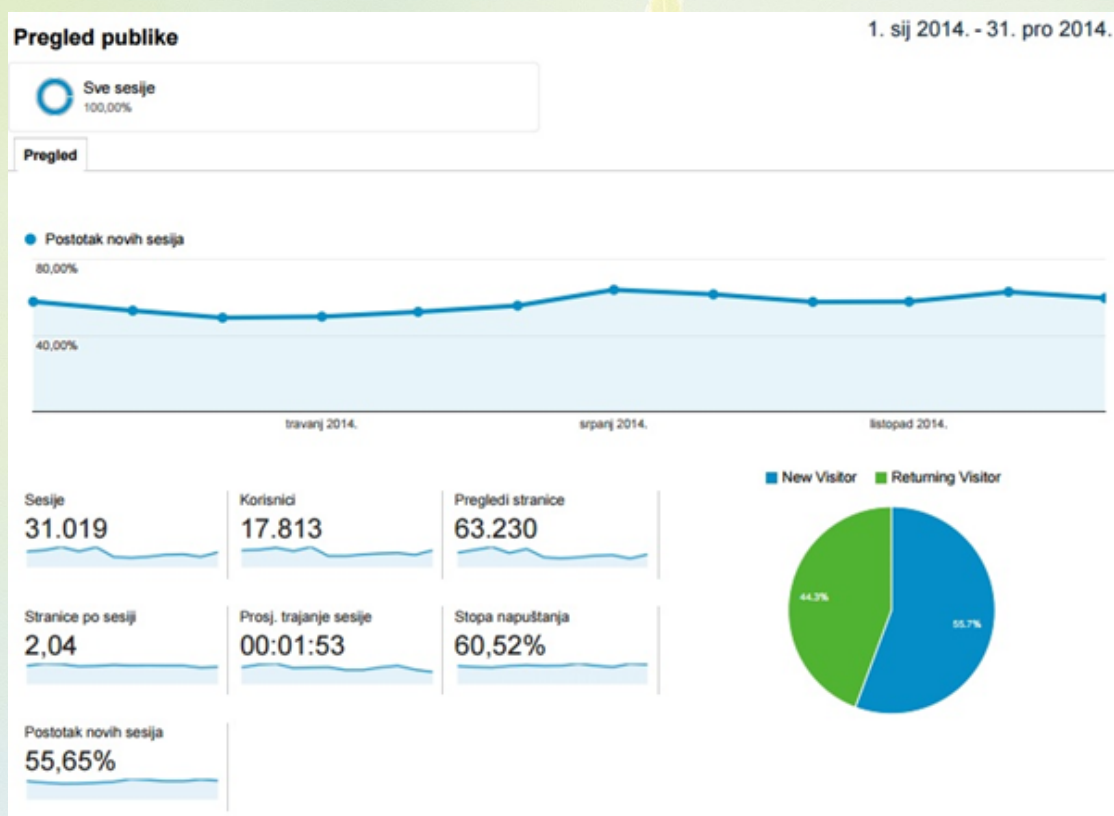 Pregled publike
1. sij 2014. - 31. pro 2014.
Sve sesije
100,00%
Pregled
Postotak novih sesija
80,00%
40,00%
travanj 2014.
srpanj 2014.
listopad 2014.
New Visitor
Returning Visitor
Sesije
31.019
Korisnici
17.813
Pregledi stranice
63.230
Stranice po sesiji
2,04
Prosj. trajanje sesije
00:01:53
Stopa napuštanja
60,52%
Postotak novih sesija
55,65%
44.3%
55.7%